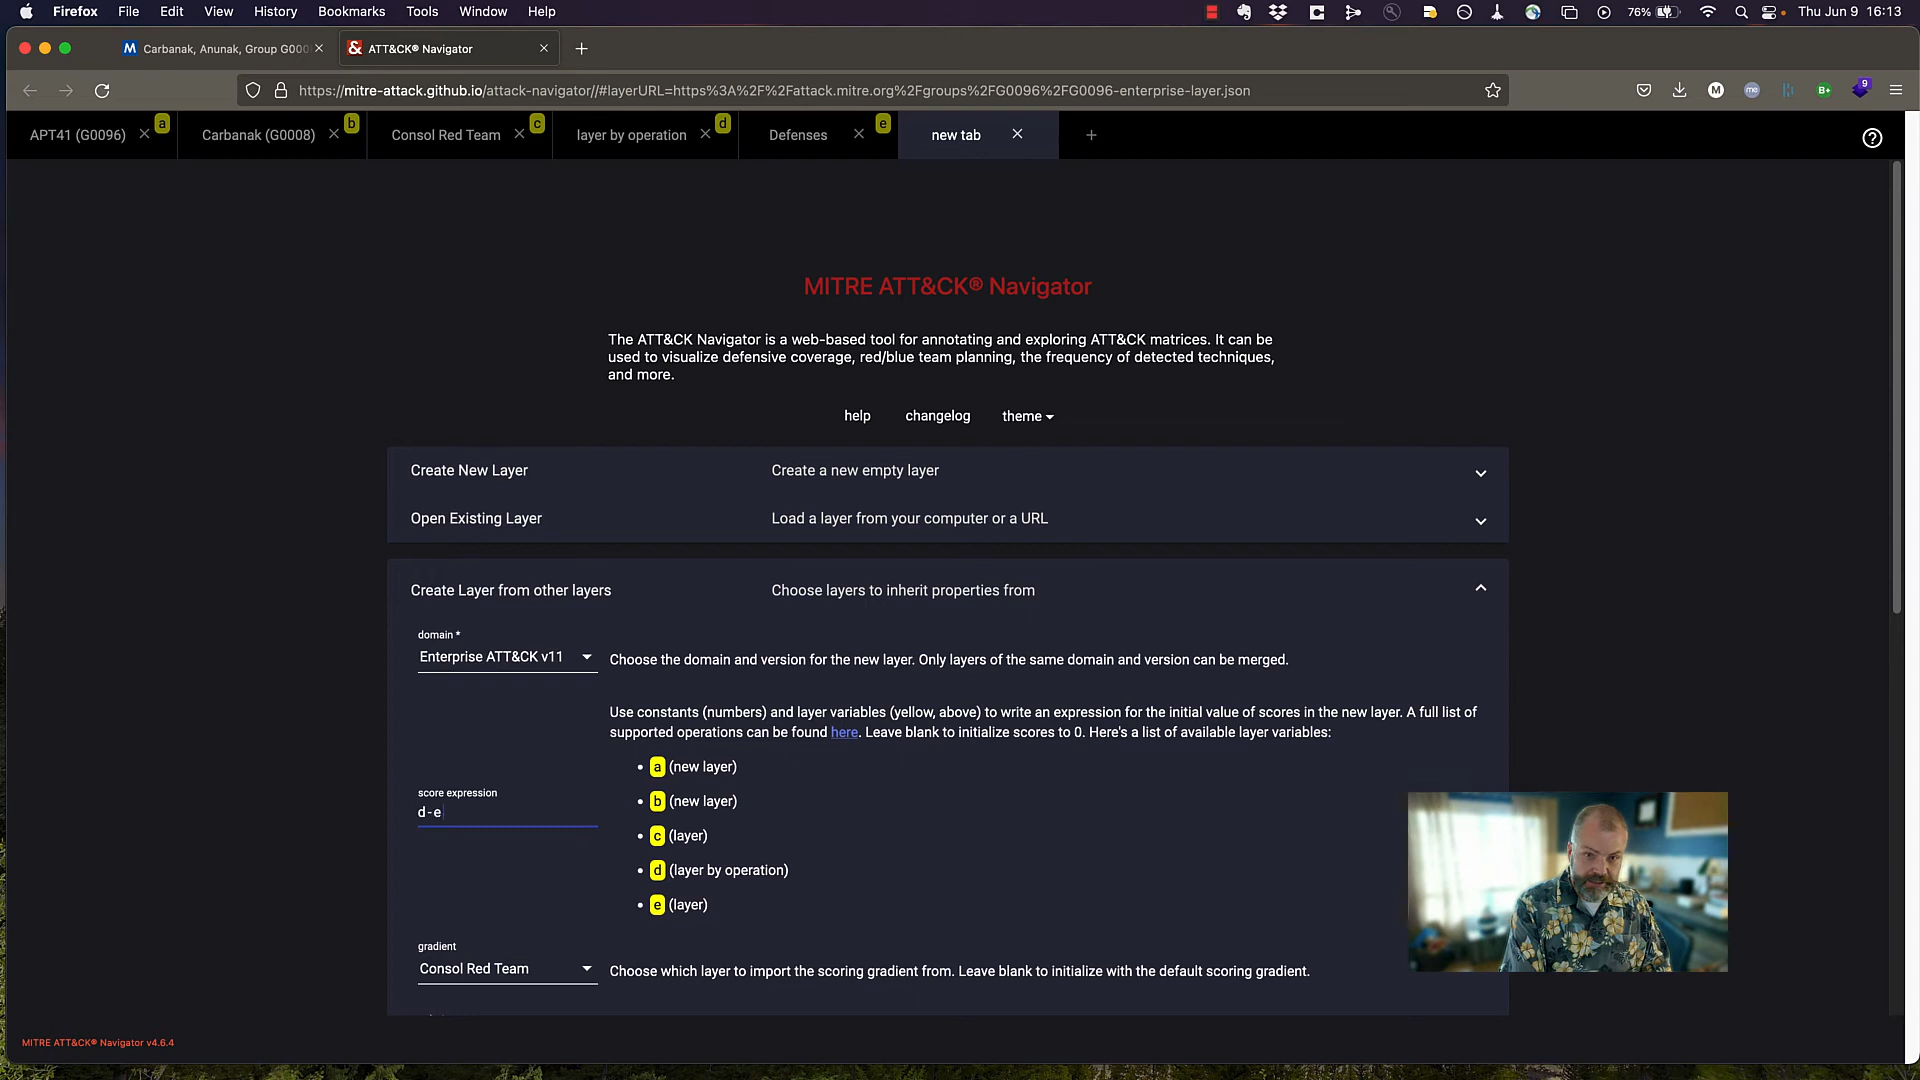 Firefox File Edit View History Bookmarks Tools Window Help 76% Thu Jun 9 16:13
Carbanak, Anunak, Group G000 ATT&CK® Navigator
https://mitre-attack.github.io/attack-navigator//#layerURL=https%3A%2F%2Fattack.mitre.org%2Fgroups%2FG0096%2FG0096-enterprise-layer.json
APT41 (G0096) a Carbanak (G0008) b Consol Red Team c layer by operation d Defenses e new tab
MITRE ATT&CK® Navigator
The ATT&CK Navigator is a web-based tool for annotating and exploring ATT&CK matrices. It can be
used to visualize defensive coverage, red/blue team planning, the frequency of detected techniques,
and more.
help changelog theme
Create New Layer Create a new empty layer
Open Existing Layer Load a layer from your computer or a URL
Create Layer from other layers Choose layers to inherit properties from
domain *
Enterprise ATT&CK v11 Choose the domain and version for the new layer. Only layers of the same domain and version can be merged.
Use constants (numbers) and layer variables (yellow, above) to write an expression for the initial value of scores in the new layer. A full list of
supported operations can be found here. Leave blank to initialize scores to 0. Here's a list of available layer variables:
• a (new layer)
• b (new layer)
score expression
d-e
• c (layer)
• d (layer by operation)
• e (layer)
gradient
Consol Red Team Choose which layer to import the scoring gradient from. Leave blank to initialize with the default scoring gradient.
MITRE ATT&CK® Navigator v4.6.4